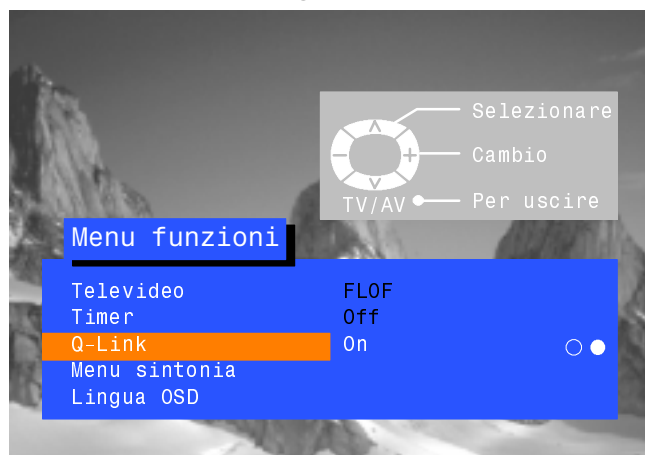 Selezionare
Cambio
TV/AV Per uscire
Menu funzioni
Televideo FLOF
Timer Off
Q-Link On
Menu sintonia
Lingua OSD